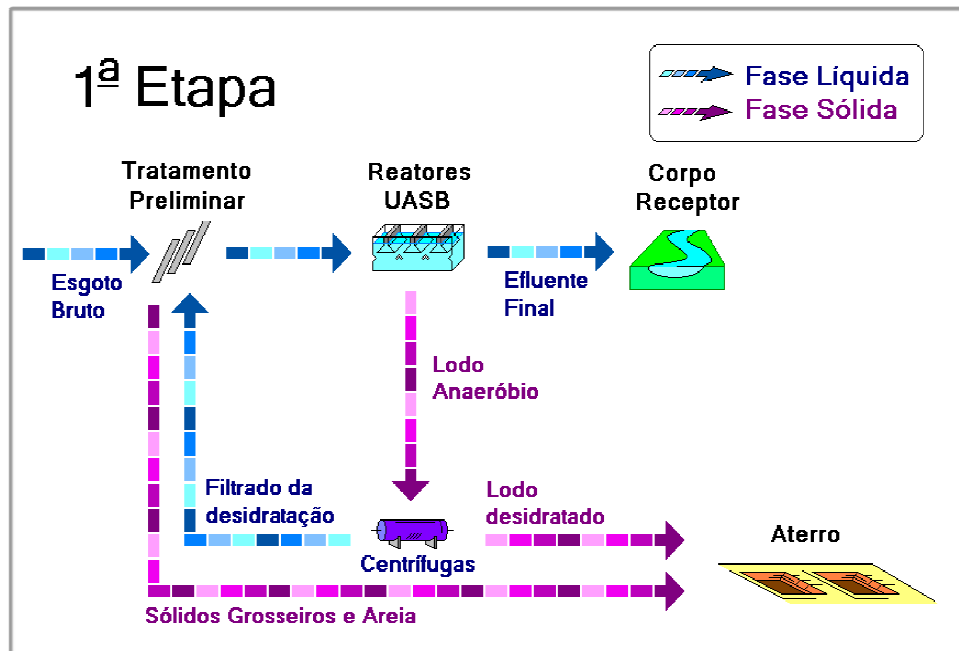 1ª Etapa
Fase Líquida
Fase Sólida
Tratamento
Preliminar
Reatores
UASB
Corpo
Receptor
Esgoto
Bruto
Efluente
Final
Lodo
Anaeróbio
Filtrado da
desidratação
Lodo
desidratado
Centrífugas
Aterro
Sólidos Grosseiros e Areia